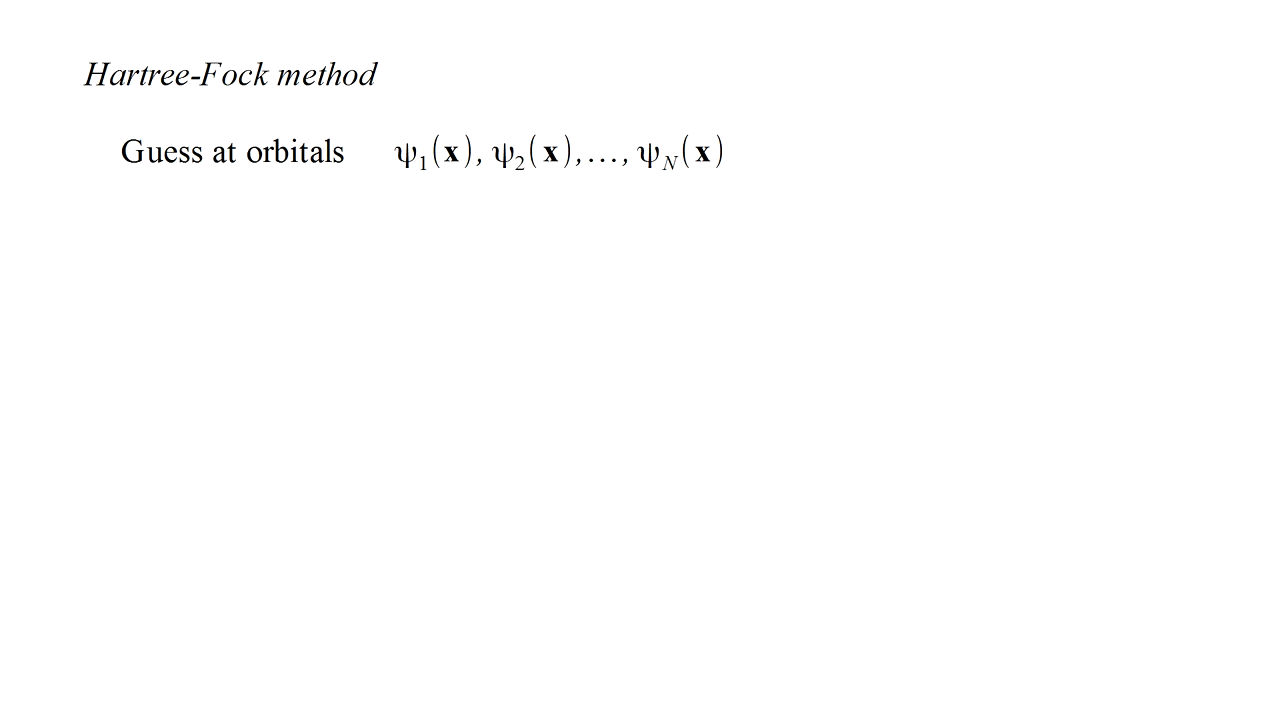 Hartree-Fock method
Guess at orbitals ψ₁(x), ψ₂(x),..., ψ_N(x)